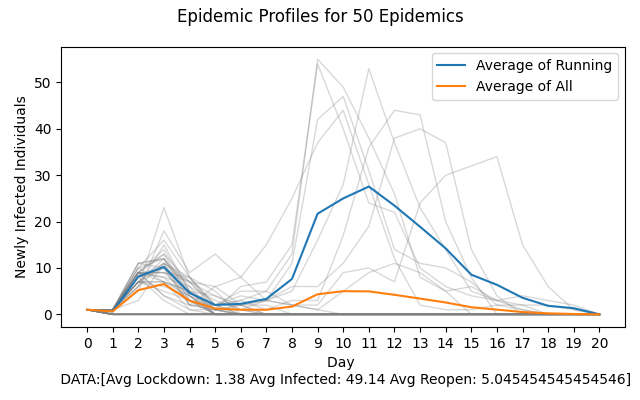 Epidemic Profiles for 50 Epidemics
Average of Running
Average of All
Newly Infected Individuals
50
40
30
20
10
0
0 1 2 3 4 5 6 7 8 9 10 11 12 13 14 15 16 17 18 19 20
Day
DATA:[Avg Lockdown: 1.38 Avg Infected: 49.14 Avg Reopen: 5.045454545454546]